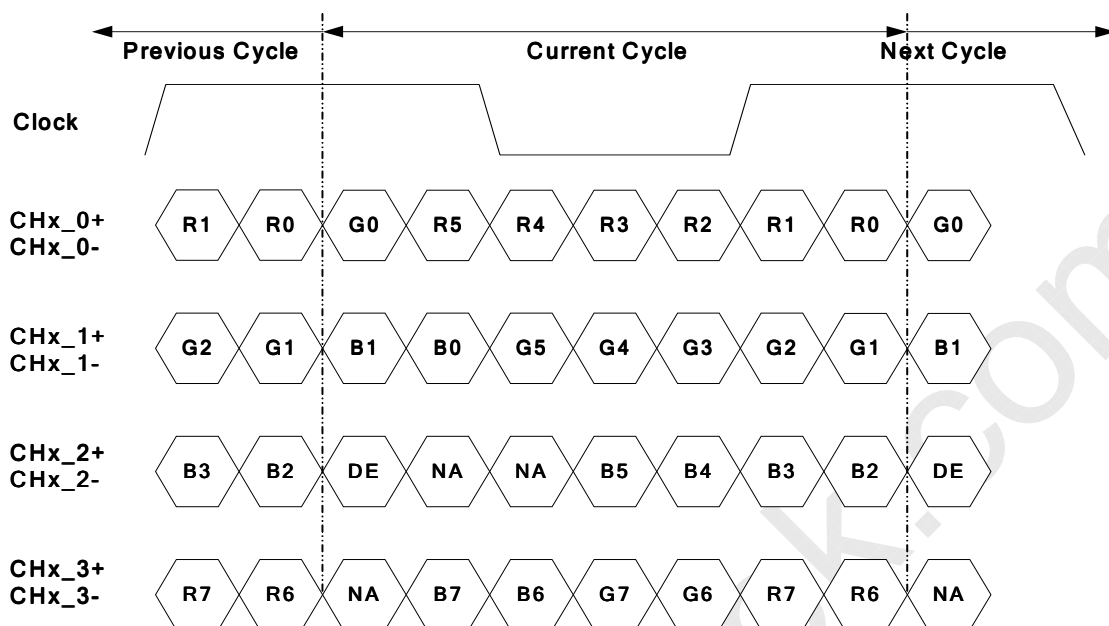 Previous Cycle Current Cycle Next Cycle
Clock
CHx_0+
CHx_0-
R1 R0 G0 R5 R4 R3 R2 R1 R0 G0
CHx_1+
CHx_1-
G2 G1 B1 B0 G5 G4 G3 G2 G1 B1
CHx_2+
CHx_2-
B3 B2 DE NA NA B5 B4 B3 B2 DE
CHx_3+
CHx_3-
R7 R6 NA B7 B6 G7 G6 R7 R6 NA
k.com